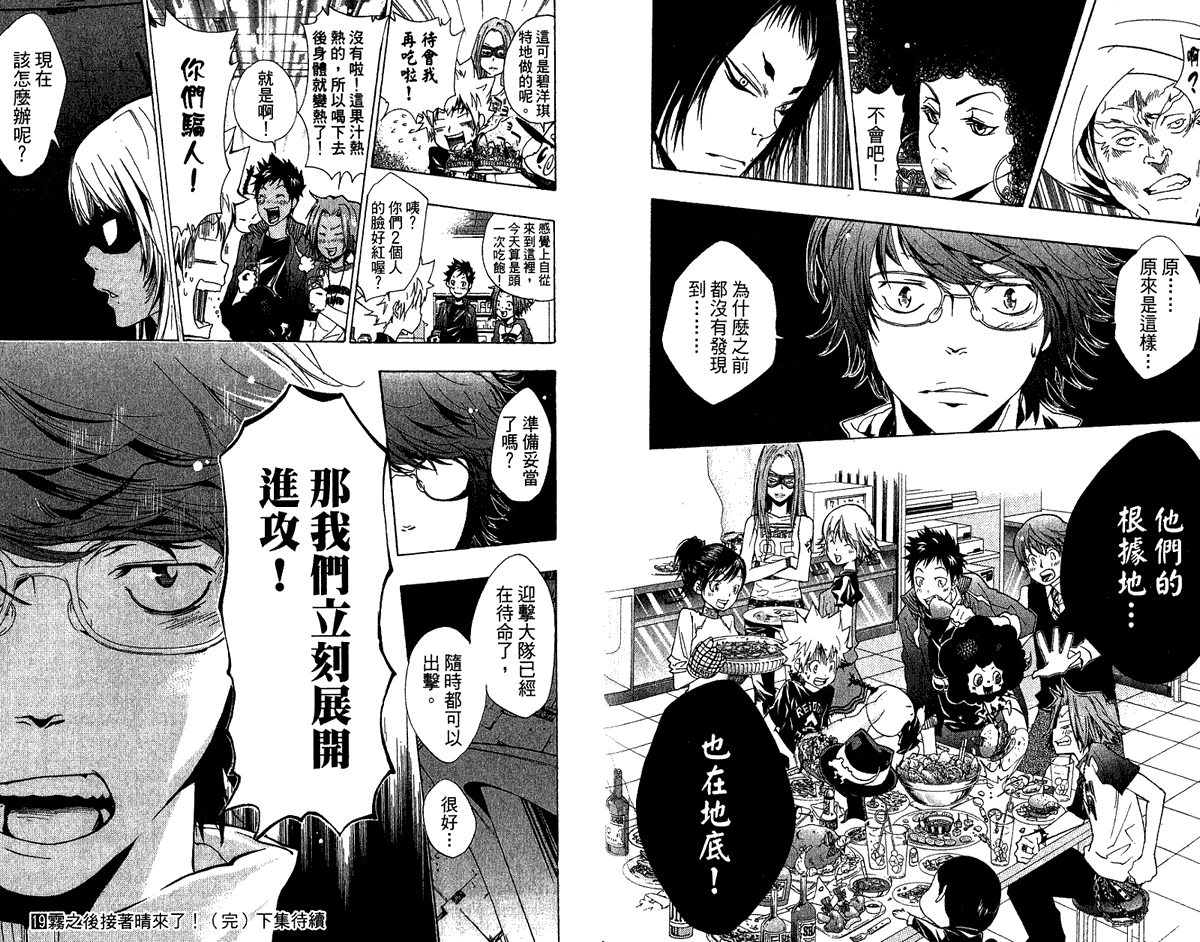 啊？
不會吧！
原……
原來是這樣…
為什麼之前
都沒有發現
到………
他們的
根據地…
也在地底！
這可是碧洋琪
特地做的呢。
待會我
再吃啦！
感覺上自從
來到這裡，
今天算是頭
一次吃飽！
咦？
你們2個人
的臉好紅喔？
沒有啦！這果汁熱
熱的，所以喝下去
後身體就變熱了！
就是啊！
你們騙人！
現在
該怎麼辦呢？
準備妥當
了嗎？
迎擊大隊已經
在待命了，
隨時都可以
出擊。
很好…
那我們立刻展開
進攻！
19霧之後接著晴來了！（完）下集待續